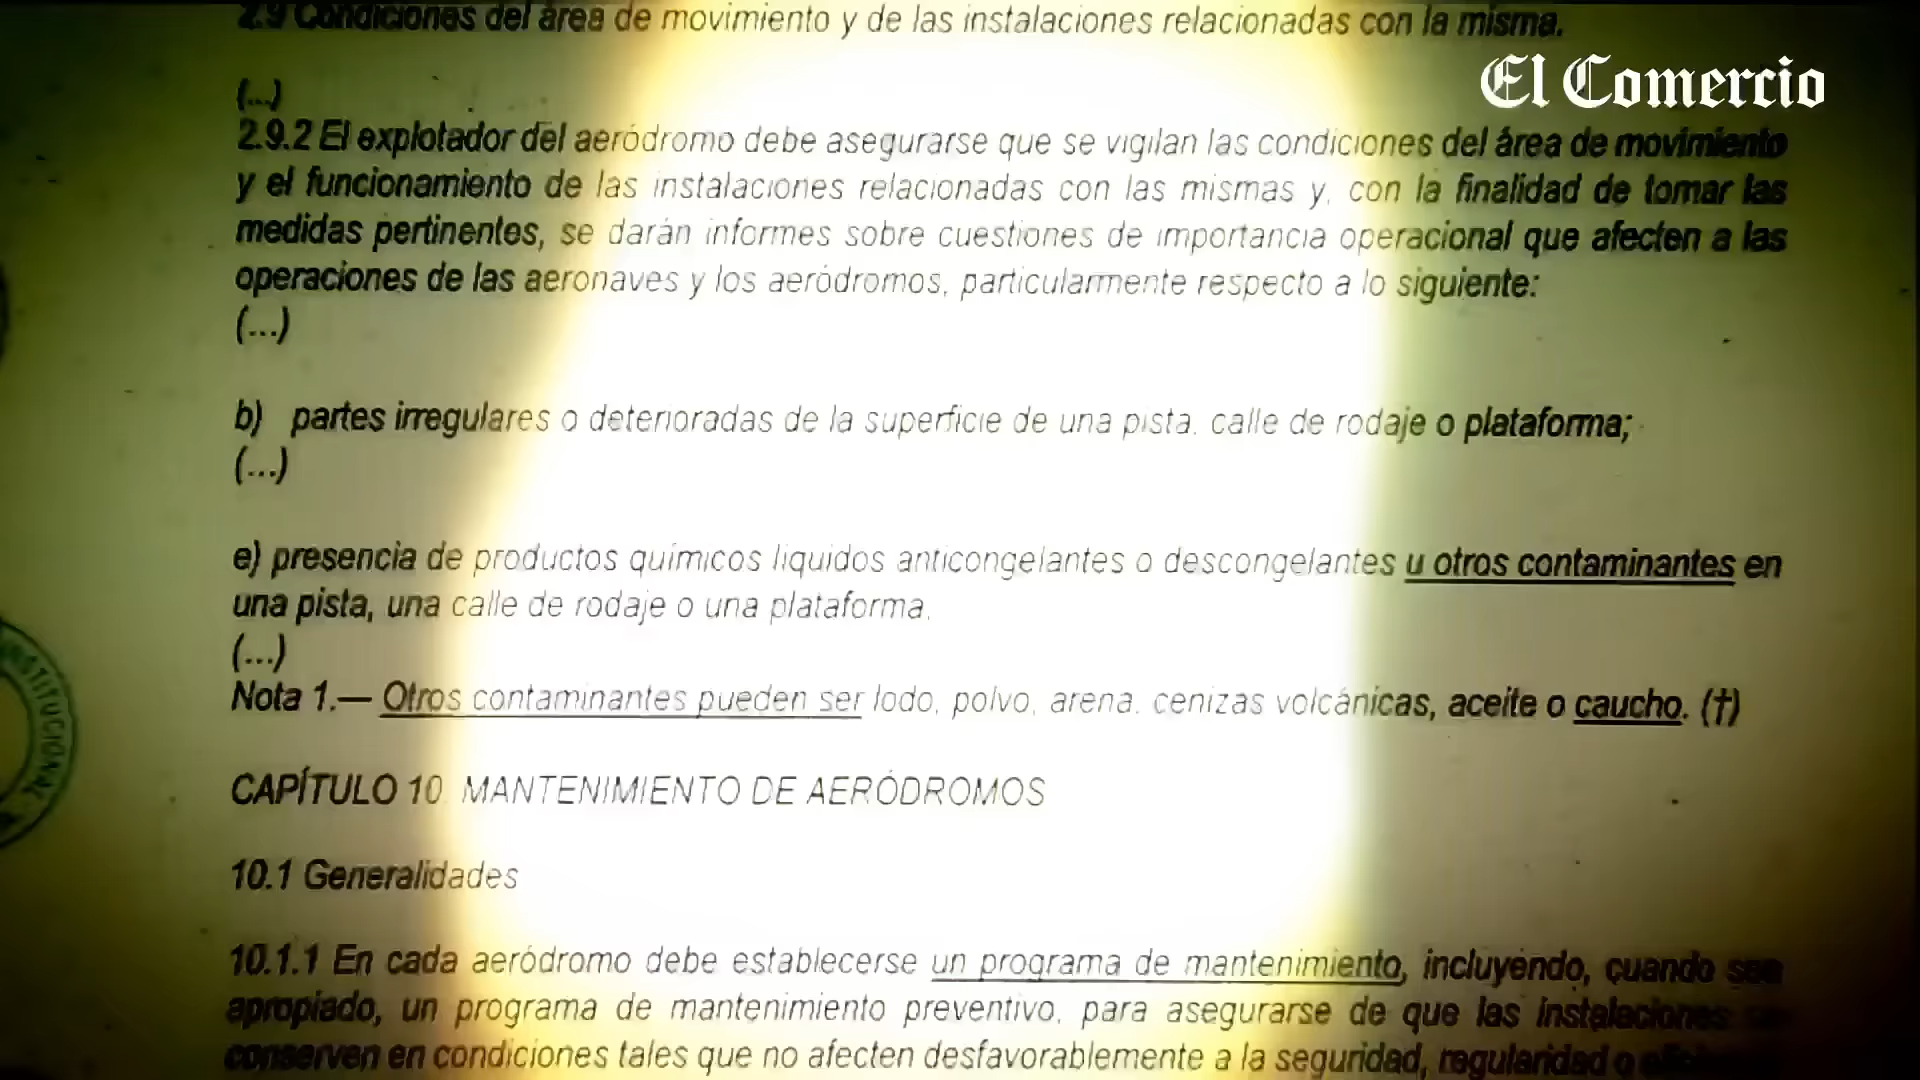 2.9 Condiciones del área de movimiento y de las instalaciones relacionadas con la misma.
El Comercio
(...)
2.9.2 El explotador del aeródromo debe asegurarse que se vigilan las condiciones del área de movimiento
y el funcionamiento de las instalaciones relacionadas con las mismas y, con la finalidad de tomar las
medidas pertinentes, se darán informes sobre cuestiones de importancia operacional que afecten a las
operaciones de las aeronaves y los aeródromos, particularmente respecto a lo siguiente:
(...)
b) partes irregulares o deterioradas de la superficie de una pista, calle de rodaje o plataforma;
(...)
e) presencia de productos químicos líquidos anticongelantes o descongelantes u otros contaminantes en
una pista, una calle de rodaje o una plataforma.
(...)
Nota 1.— Otros contaminantes pueden ser lodo, polvo, arena, cenizas volcánicas, aceite o caucho. (†)
CAPÍTULO 10. MANTENIMIENTO DE AERÓDROMOS
10.1 Generalidades
10.1.1 En cada aeródromo debe establecerse un programa de mantenimiento, incluyendo, cuando sea
apropiado, un programa de mantenimiento preventivo, para asegurarse de que las instalaciones
conserven en condiciones tales que no afecten desfavorablemente a la seguridad, regularidad o